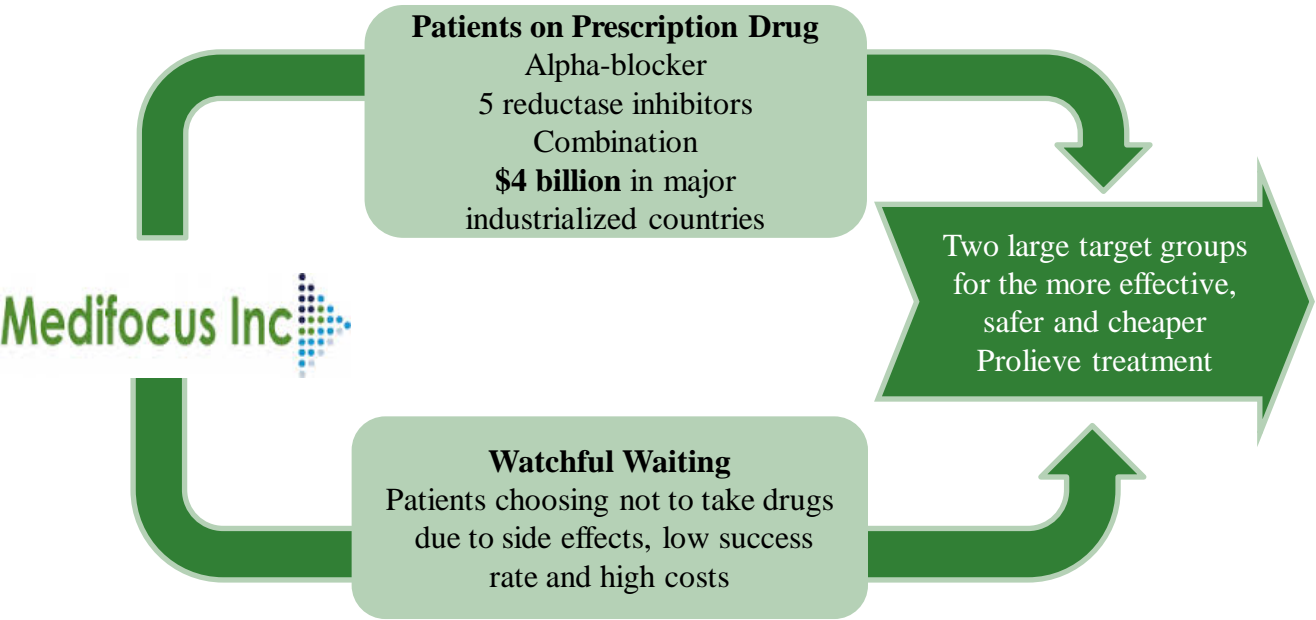 Patients on Prescription Drug
Alpha-blocker
5 reductase inhibitors
Combination
$4 billion in major
industrialized countries
Medifocus Inc
Two large target groups
for the more effective,
safer and cheaper
Prolieve treatment
Watchful Waiting
Patients choosing not to take drugs
due to side effects, low success
rate and high costs